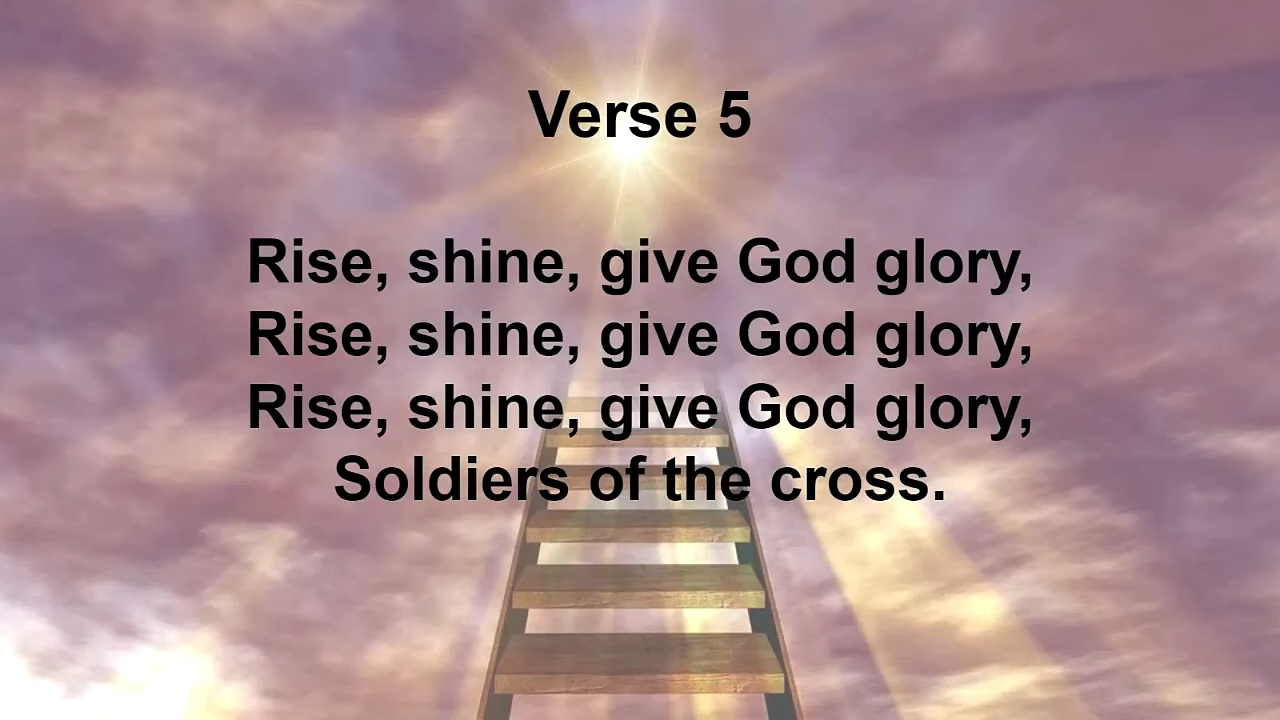 Verse 5
Rise, shine, give God glory,
Rise, shine, give God glory,
Rise, shine, give God glory,
Soldiers of the cross.